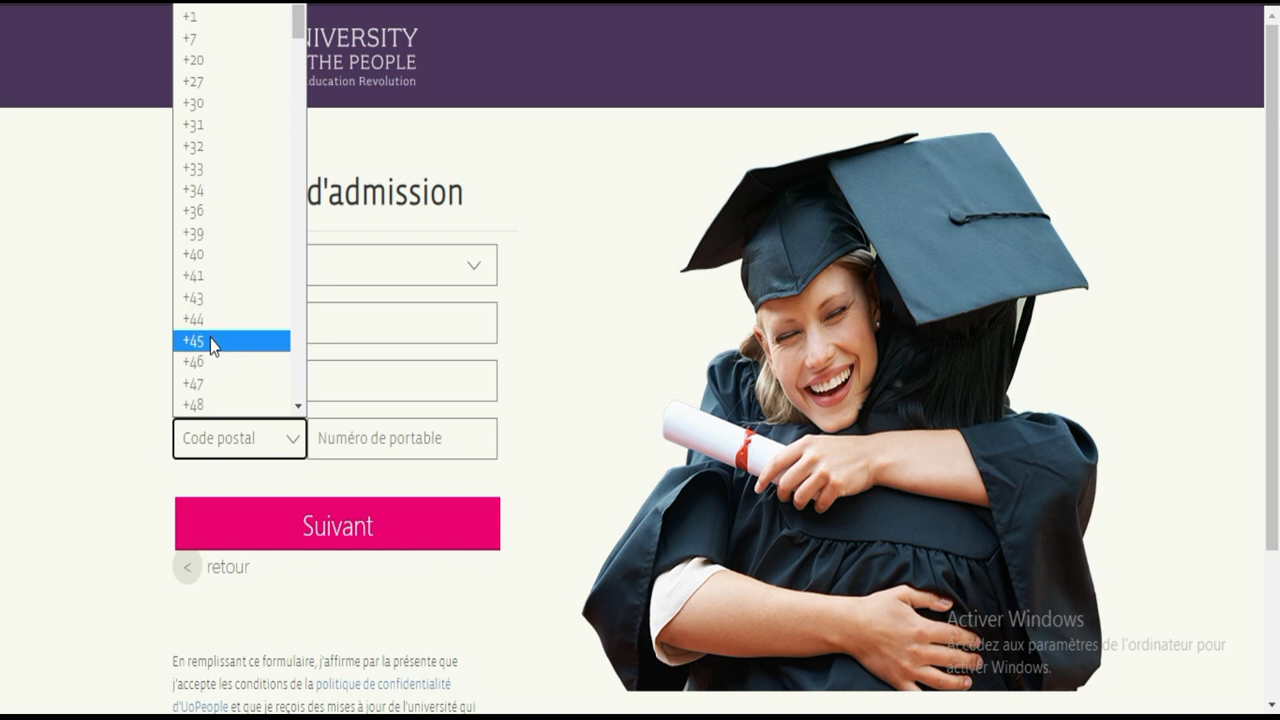 +1
+7
+20
+27
+30
+31
+32
+33
+34
+36
+39
+40
+41
+43
+44
+45
+46
+47
+48
THE PEOPLE
Revolution
d'admission
Code postal
Numéro de portable
Suivant
< retour
En remplissant ce formulaire, j'affirme par la présente que
j'accepte les conditions de la politique de confidentialité
d'UoPeople et que je reçois des mises à jour de l'université qui
Activer Windows
Accédez aux paramètres de l'ordinateur pour
activer Windows.